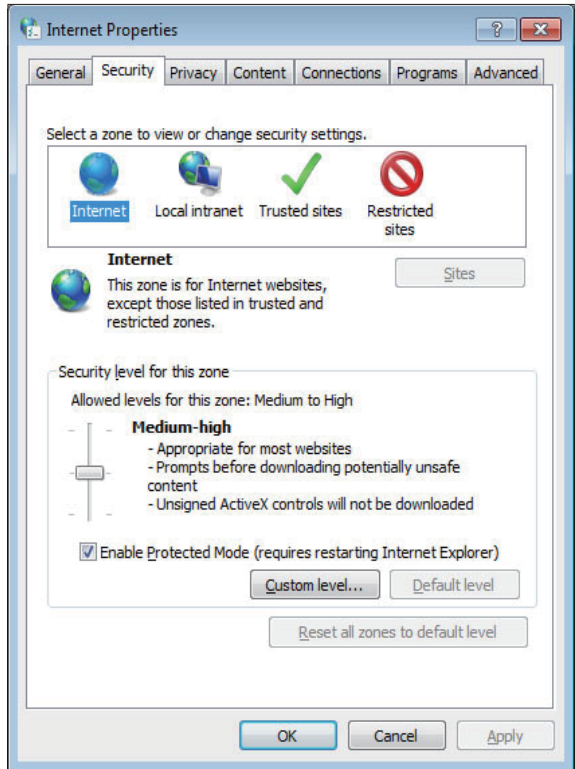 Internet Properties
General Security Privacy Content Connections Programs Advanced
Select a zone to view or change security settings.
Internet Local intranet Trusted sites Restricted
sites
Internet
This zone is for Internet websites,
except those listed in trusted and
restricted zones.
Sites
Security level for this zone
Allowed levels for this zone: Medium to High
Medium-high
- Appropriate for most websites
- Prompts before downloading potentially unsafe
content
- Unsigned ActiveX controls will not be downloaded
Enable Protected Mode (requires restarting Internet Explorer)
Custom level... Default level
Reset all zones to default level
OK Cancel Apply